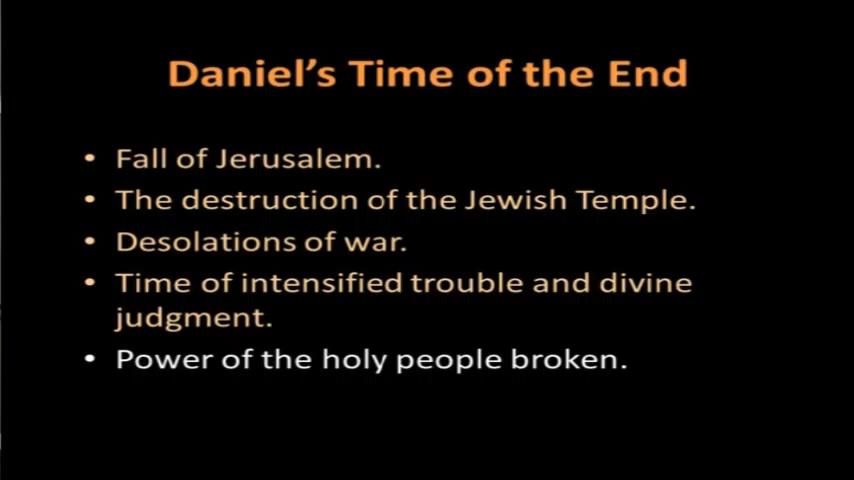 Daniel’s Time of the End
• Fall of Jerusalem.
• The destruction of the Jewish Temple.
• Desolations of war.
• Time of intensified trouble and divine
judgment.
• Power of the holy people broken.